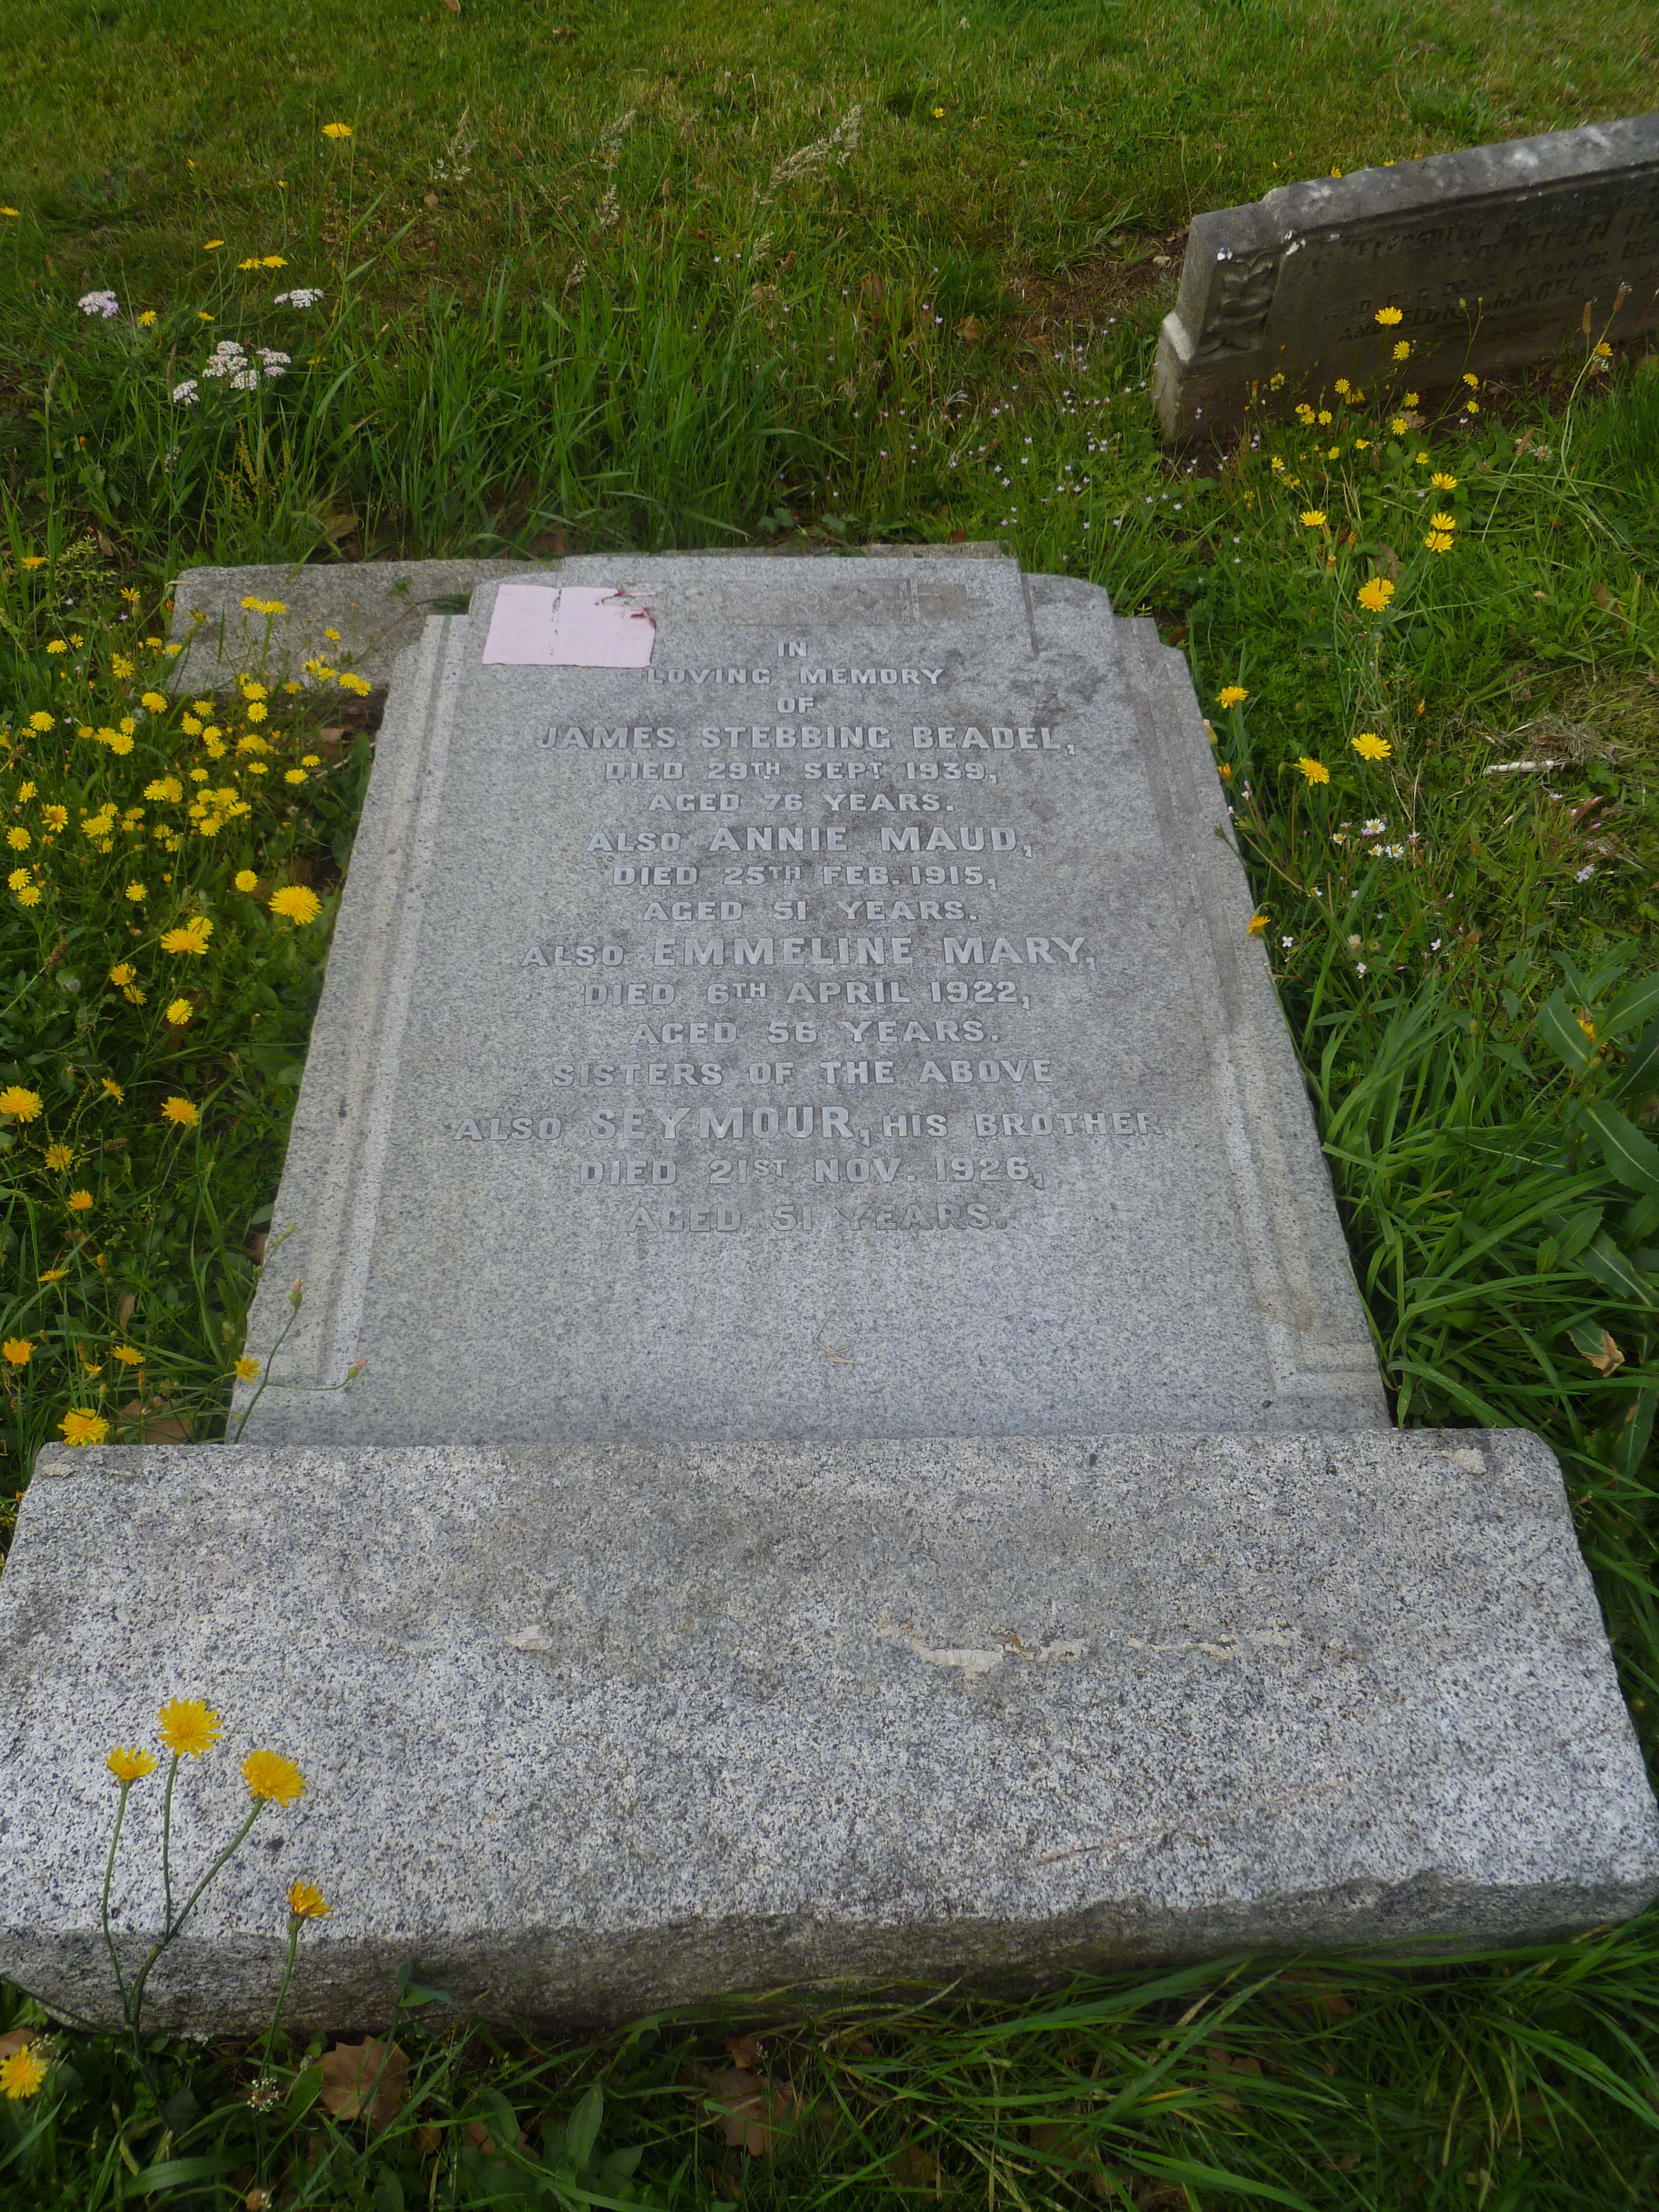 IN
LOVING MEMORY
OF
JAMES STEBBING BEADEL,
DIED 29TH SEPT 1939,
AGED 76 YEARS.
ALSO ANNIE MAUD,
DIED 25TH FEB. 1915,
AGED 51 YEARS.
ALSO EMMELINE MARY,
DIED 6TH APRIL 1922,
AGED 56 YEARS.
SISTERS OF THE ABOVE
ALSO SEYMOUR, HIS BROTHER
DIED 21ST NOV. 1926,
AGED 51 YEARS.